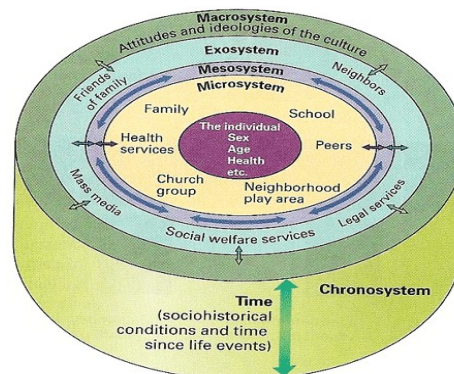 Macrosystem
Attitudes and ideologies of the culture
Exosystem
Mesosystem
Microsystem
Friends
of family
Neighbors
Family
School
Health
services
The individual
Sex
Age
Health
etc.
Peers
Church
group
Neighborhood
play area
Mass media
Social welfare services
Legal services
Time
(sociohistorical
conditions and time
since life events)
Chronosystem